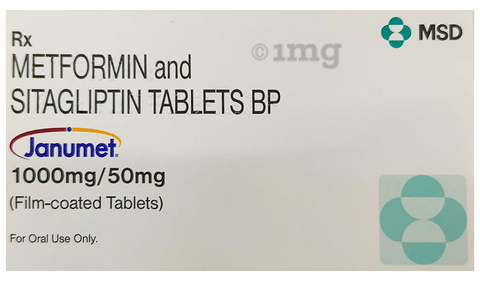 Rx
MSD
©1mg
METFORMIN and
SITAGLIPTIN TABLETS BP
Janumet®
1000mg/50mg
(Film-coated Tablets)
For Oral Use Only.